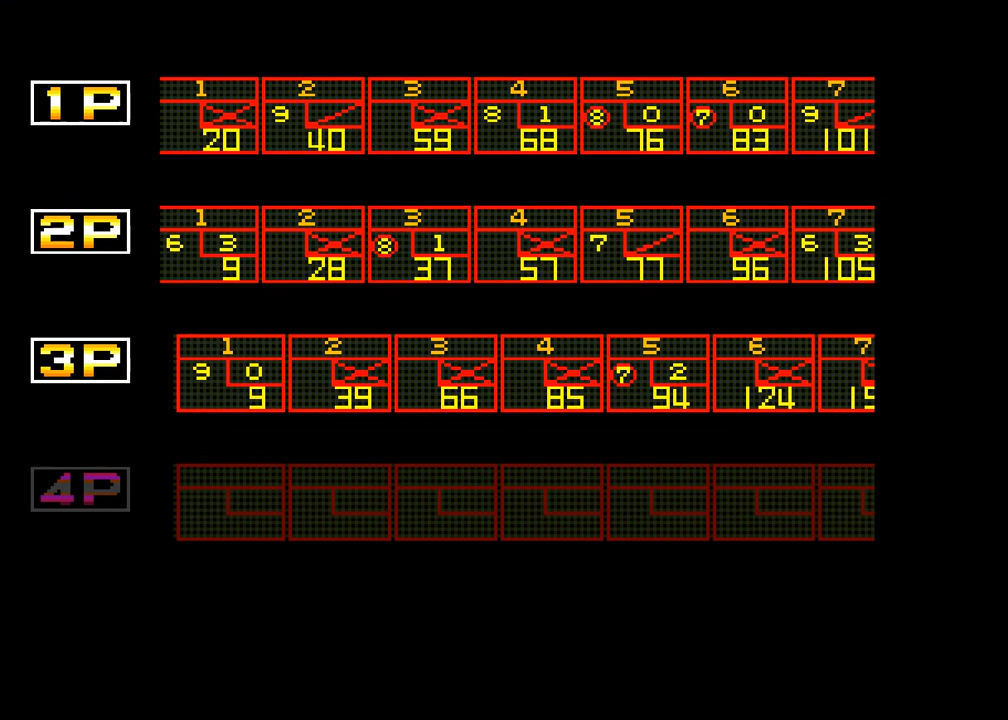 1P 1 2 3 4 5 6 7
9 8 1 8 0 7 0 9
20 40 59 68 76 83 101
2P 1 2 3 4 5 6 7
6 3 8 1 7 6 3
9 28 37 57 77 96 105
3P 1 2 3 4 5 6 7
9 0 7 2
9 39 66 85 94 124
4P